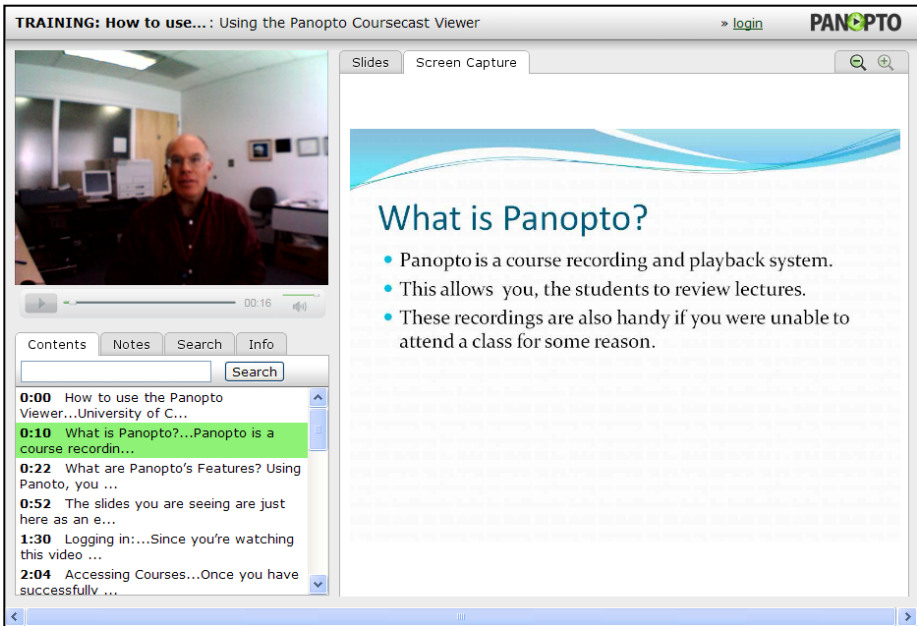 TRAINING: How to use... : Using the Panopto Coursecast Viewer
» login
PANOPTO
Slides
Screen Capture
What is Panopto?
• Panopto is a course recording and playback system.
• This allows you, the students to review lectures.
• These recordings are also handy if you were unable to
attend a class for some reason.
00:16
Contents
Notes
Search
Info
Search
0:00 How to use the Panopto
Viewer...University of C...
0:10 What is Panopto?...Panopto is a
course recordin...
0:22 What are Panopto's Features? Using
Panoto, you ...
0:52 The slides you are seeing are just
here as an e...
1:30 Logging in:...Since you're watching
this video ...
2:04 Accessing Courses...Once you have
successfully ...